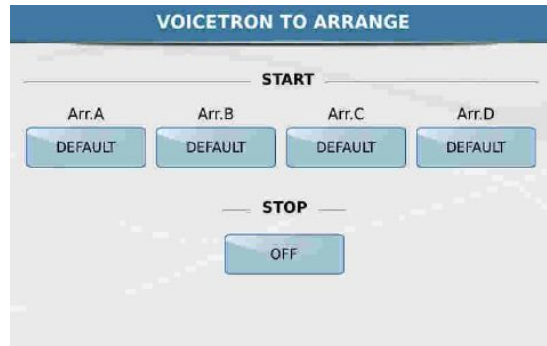 VOICETRON TO ARRANGE
START
Arr.A Arr.B Arr.C Arr.D
DEFAULT DEFAULT DEFAULT DEFAULT
STOP
OFF